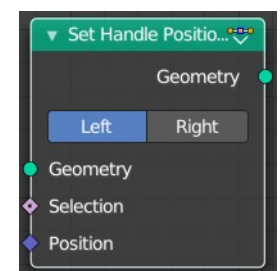 Set Handle Positio...
Geometry
Left Right
Geometry
Selection
Position